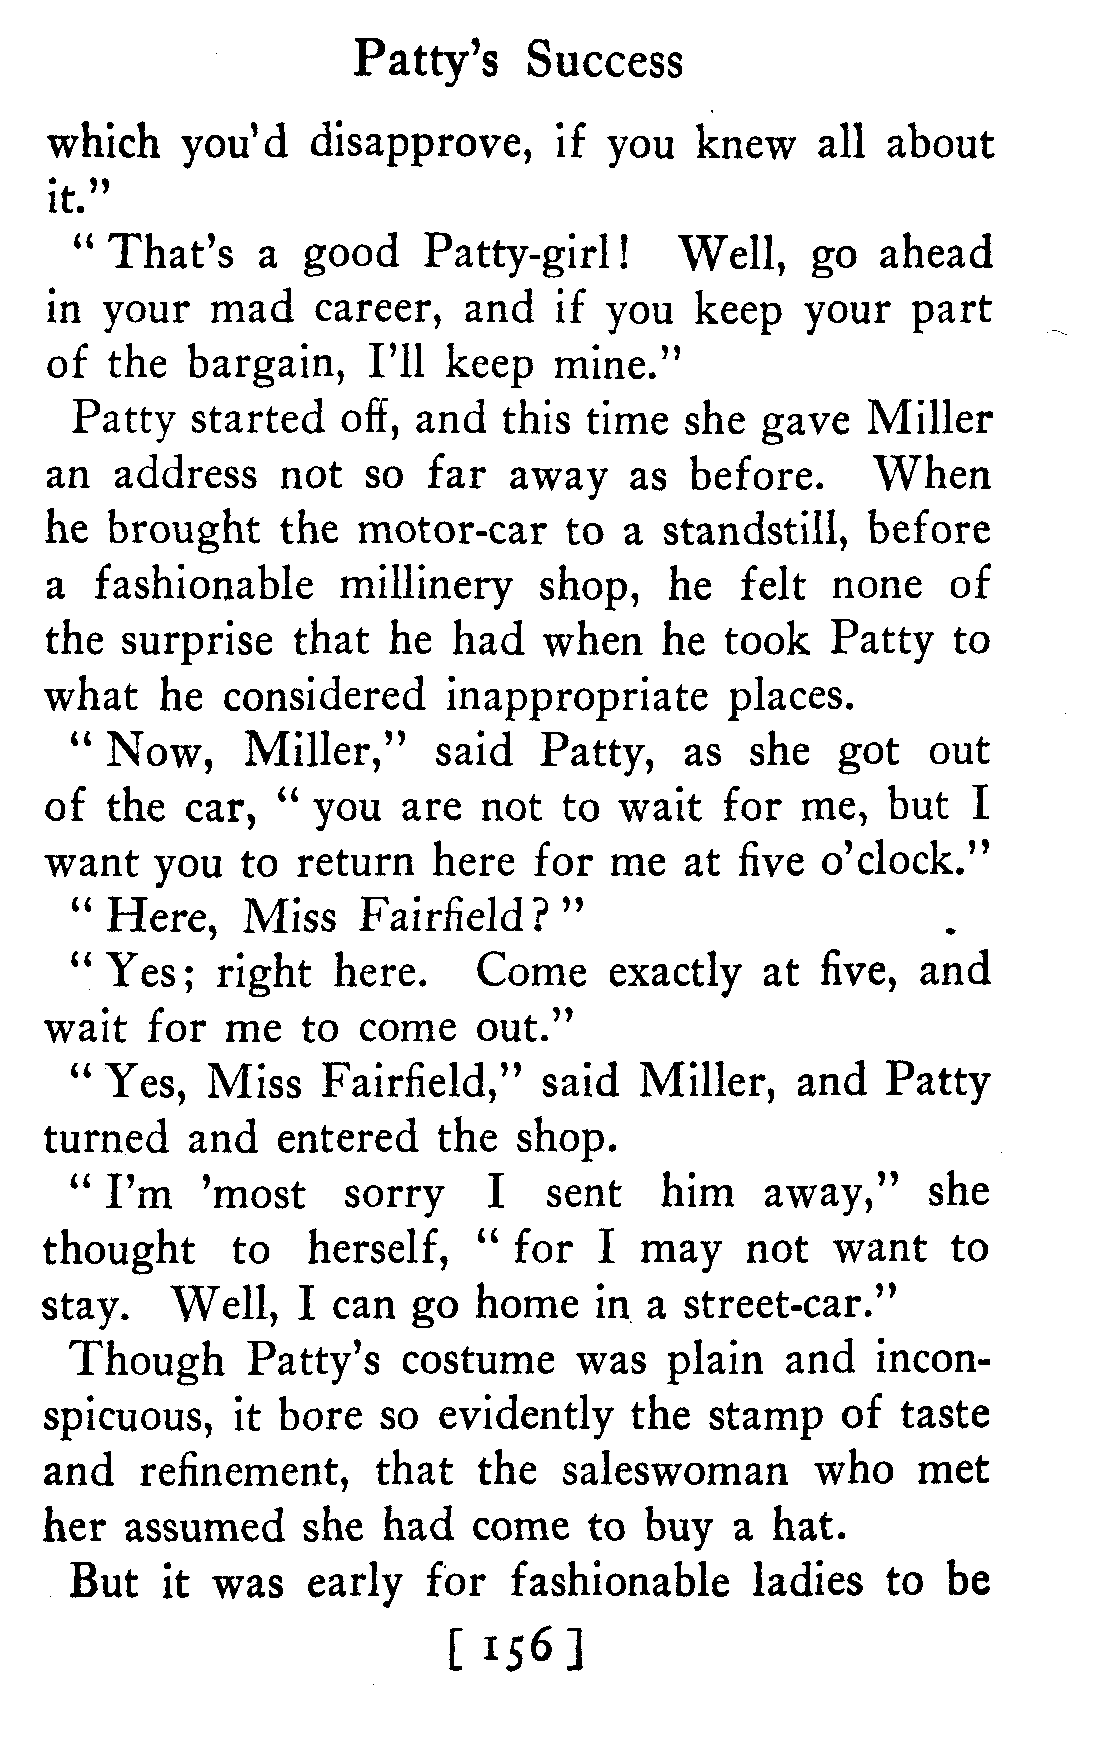 Patty's Success
which you'd disapprove, if you knew all about
it."
" That's a good Patty-girl! Well, go ahead
in your mad career, and if you keep your part
of the bargain, I'll keep mine."
Patty started off, and this time she gave Miller
an address not so far away as before. When
he brought the motor-car to a standstill, before
a fashionable millinery shop, he felt none of
the surprise that he had when he took Patty to
what he considered inappropriate places.
" Now, Miller," said Patty, as she got out
of the car, " you are not to wait for me, but I
want you to return here for me at five o'clock."
" Here, Miss Fairfield? "
" Yes; right here. Come exactly at five, and
wait for me to come out."
" Yes, Miss Fairfield," said Miller, and Patty
turned and entered the shop.
" I'm 'most sorry I sent him away," she
thought to herself, " for I may not want to
stay. Well, I can go home in a street-car."
Though Patty's costume was plain and incon-
spicuous, it bore so evidently the stamp of taste
and refinement, that the saleswoman who met
her assumed she had come to buy a hat.
But it was early for fashionable ladies to be
[ 156 ]